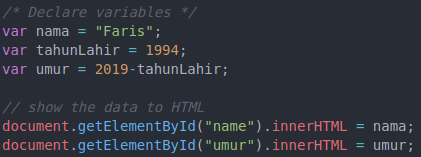 /* Declare variables */
var nama = "Faris";
var tahunLahir = 1994;
var umur = 2019-tahunLahir;
// show the data to HTML
document.getElementById("name").innerHTML = nama;
document.getElementById("umur").innerHTML = umur;